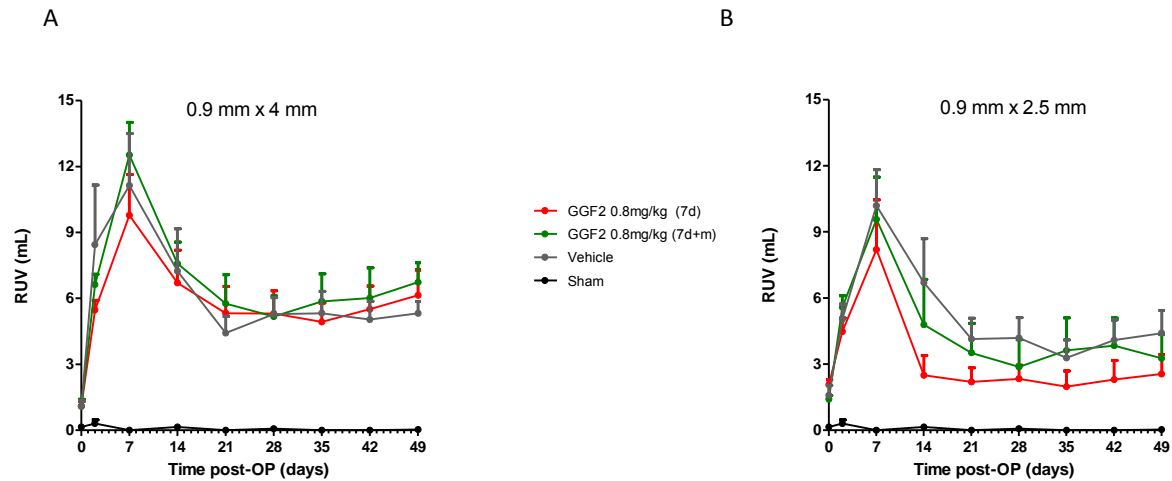 A
B
0.9 mm x 4 mm
0.9 mm x 2.5 mm
RUV (mL)
15
12
9
6
3
0
0 7 14 21 28 35 42 49
Time post-OP (days)
GGF2 0.8mg/kg (7d)
GGF2 0.8mg/kg (7d+m)
Vehicle
Sham
RUV (mL)
15
12
9
6
3
0
0 7 14 21 28 35 42 49
Time post-OP (days)